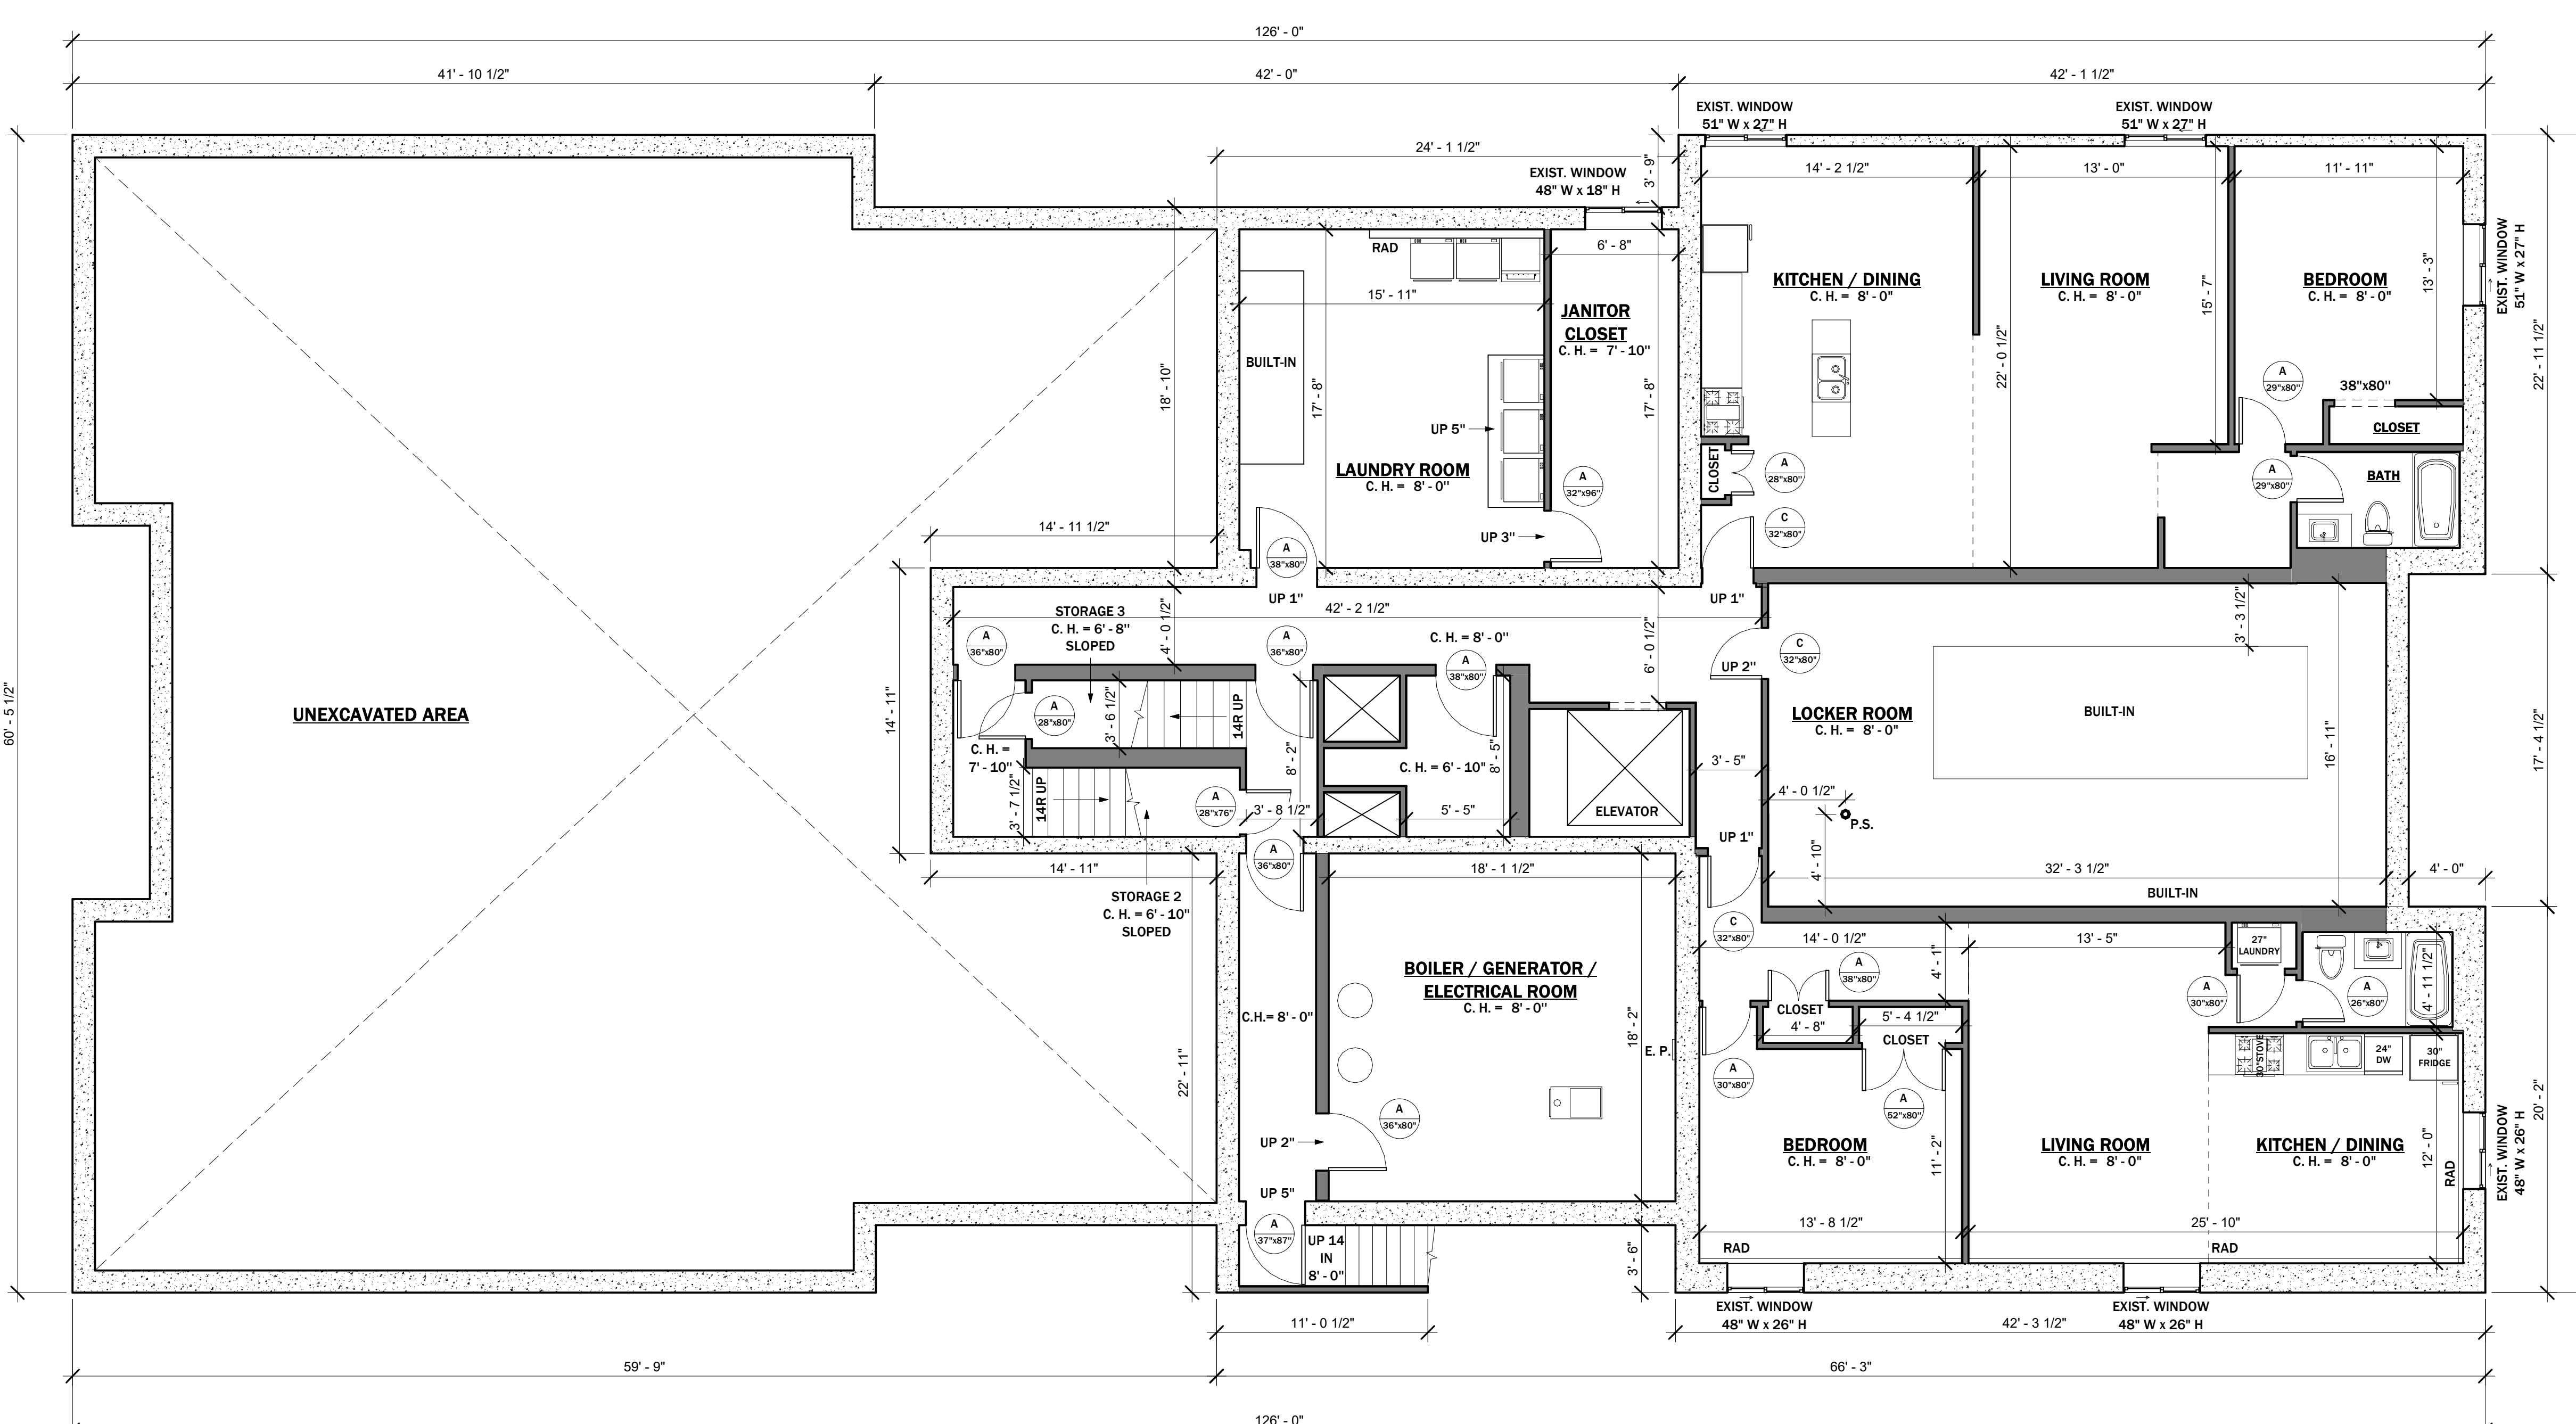 126' - 0"
41' - 10 1/2"
42' - 0"
42' - 1 1/2"
EXIST. WINDOW
51" W x 27" H
EXIST. WINDOW
51" W x 27" H
24' - 1 1/2"
3' - 9"
EXIST. WINDOW
48" W x 18" H
14' - 2 1/2"
13' - 0"
11' - 11"
RAD
6' - 8"
15' - 11"
JANITOR
CLOSET
C. H. = 7' - 10"
KITCHEN / DINING
C. H. = 8' - 0"
LIVING ROOM
C. H. = 8' - 0"
BEDROOM
C. H. = 8' - 0"
13' - 3"
EXIST. WINDOW
51" W x 27" H
15' - 7"
22' - 0 1/2"
22' - 11 1/2"
BUILT-IN
18' - 10"
17' - 8"
17' - 8"
UP 5"
LAUNDRY ROOM
C. H. = 8' - 0"
A
32"x96"
CLOSET
A
28"x80"
C
32"x80"
A
29"x80"
38"x80"
CLOSET
A
29"x80"
BATH
14' - 11 1/2"
UP 3"
A
38"x80"
UP 1"
42' - 2 1/2"
UP 1"
STORAGE 3
C. H. = 6' - 8"
SLOPED
4' - 0 1/2"
A
36"x80"
A
36"x80"
C. H. = 8' - 0"
A
38"x80"
6' - 0 1/2"
UP 2"
C
32"x80"
3' - 3 1/2"
60' - 5 1/2"
UNEXCAVATED AREA
14' - 11"
A
28"x80"
3' - 6 1/2"
14R UP
C. H. =
7' - 10"
3' - 7 1/2"
14R UP
8' - 2"
A
28"x76"
3' - 8 1/2"
C. H. = 6' - 10"
8' - 5"
5' - 5"
ELEVATOR
3' - 5"
LOCKER ROOM
C. H. = 8' - 0"
BUILT-IN
16' - 11"
17' - 4 1/2"
4' - 0 1/2"
P.S.
4' - 10"
UP 1"
A
36"x80"
14' - 11"
18' - 1 1/2"
32' - 3 1/2"
4' - 0"
BUILT-IN
STORAGE 2
C. H. = 6' - 10"
SLOPED
C
32"x80"
14' - 0 1/2"
13' - 5"
27"
LAUNDRY
4' - 1"
A
38"x80"
A
30"x80"
A
26"x80"
4' - 11 1/2"
BOILER / GENERATOR /
ELECTRICAL ROOM
C. H. = 8' - 0"
C.H.= 8' - 0"
CLOSET
4' - 8"
5' - 4 1/2"
CLOSET
E. P.
18' - 2"
22' - 11"
A
30"x80"
A
52"x80"
30"STOVE
24"
DW
30"
FRIDGE
20' - 2"
A
36"x80"
UP 2"
BEDROOM
C. H. = 8' - 0"
11' - 2"
LIVING ROOM
C. H. = 8' - 0"
KITCHEN / DINING
C. H. = 8' - 0"
12' - 0"
RAD
EXIST. WINDOW
48" W x 26" H
UP 5"
A
37"x87"
UP 14
IN
8' - 0"
3' - 6"
13' - 8 1/2"
25' - 10"
RAD
RAD
EXIST. WINDOW
48" W x 26" H
EXIST. WINDOW
48" W x 26" H
11' - 0 1/2"
42' - 3 1/2"
59' - 9"
66' - 3"
126' - 0"